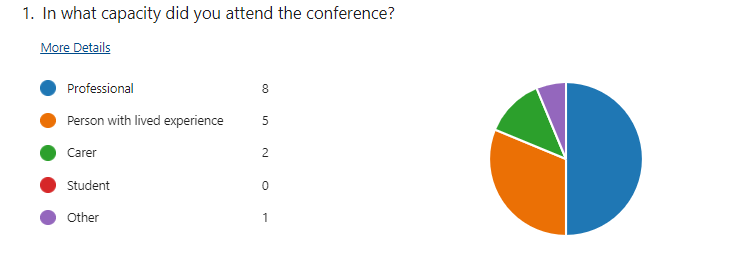 1. In what capacity did you attend the conference?
More Details
Professional 8
Person with lived experience 5
Carer 2
Student 0
Other 1